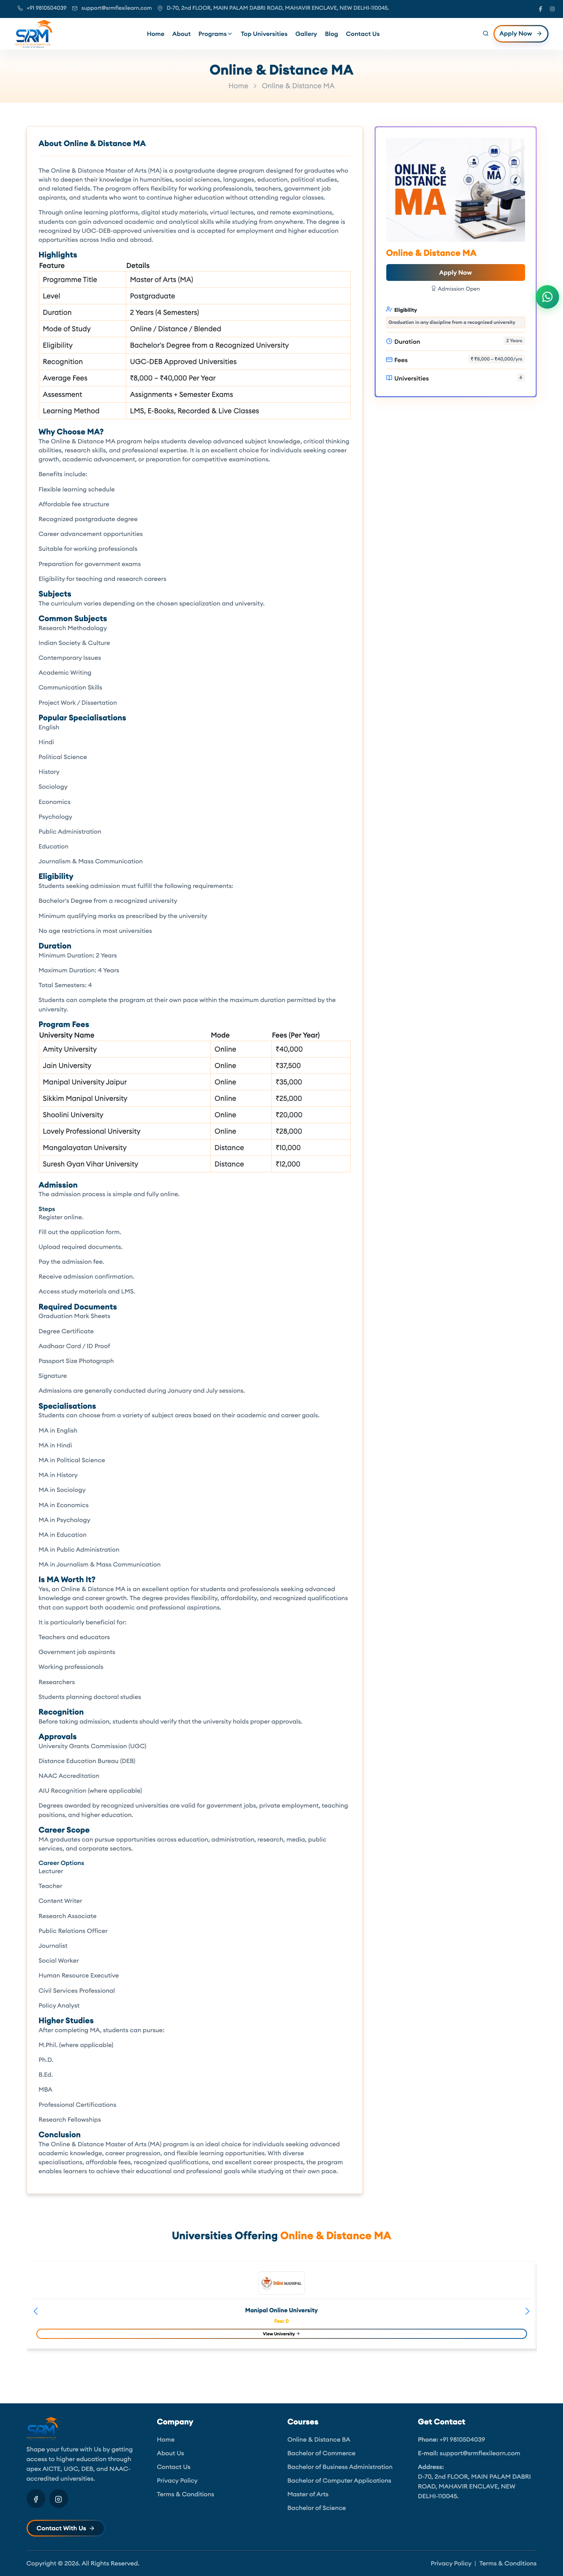 +91 9810504039 support@srmflexilearn.com D-70, 2nd FLOOR, MAIN PALAM DABRI ROAD, MAHAVIR ENCLAVE, NEW DELHI-110045.
SRM
Home About Programs Top Universities Gallery Blog Contact Us Apply Now →
Online & Distance MA
Home > Online & Distance MA
About Online & Distance MA
The Online & Distance Master of Arts (MA) is a postgraduate degree program designed for graduates who
wish to deepen their knowledge in humanities, social sciences, languages, education, political studies,
and related fields. The program offers flexibility for working professionals, teachers, government job
aspirants, and students who want to continue higher education without attending regular classes.
Through online learning platforms, digital study materials, virtual lectures, and remote examinations,
students can gain advanced academic and analytical skills while studying from anywhere. The degree is
recognized by UGC-DEB-approved universities and is accepted for employment and higher education
opportunities across India and abroad.
Highlights
Feature Details
Programme Title Master of Arts (MA)
Level Postgraduate
Duration 2 Years (4 Semesters)
Mode of Study Online / Distance / Blended
Eligibility Bachelor's Degree from a Recognized University
Recognition UGC-DEB Approved Universities
Average Fees ₹8,000 – ₹40,000 Per Year
Assessment Assignments + Semester Exams
Learning Method LMS, E-Books, Recorded & Live Classes
Why Choose MA?
The Online & Distance MA program helps students develop advanced subject knowledge, critical thinking
abilities, research skills, and professional expertise. It is an excellent choice for individuals seeking career
growth, academic advancement, or preparation for competitive examinations.
Benefits include:
Flexible learning schedule
Affordable fee structure
Recognized postgraduate degree
Career advancement opportunities
Suitable for working professionals
Preparation for government exams
Eligibility for teaching and research careers
Subjects
The curriculum varies depending on the chosen specialization and university.
Common Subjects
Research Methodology
Indian Society & Culture
Contemporary Issues
Academic Writing
Communication Skills
Project Work / Dissertation
Popular Specialisations
English
Hindi
Political Science
History
Sociology
Economics
Psychology
Public Administration
Education
Journalism & Mass Communication
Eligibility
Students seeking admission must fulfill the following requirements:
Bachelor's Degree from a recognized university
Minimum qualifying marks as prescribed by the university
No age restrictions in most universities
Duration
Minimum Duration: 2 Years
Maximum Duration: 4 Years
Total Semesters: 4
Students can complete the program at their own pace within the maximum duration permitted by the
university.
Program Fees
University Name Mode Fees (Per Year)
Amity University Online ₹40,000
Jain University Online ₹37,500
Manipal University Jaipur Online ₹35,000
Sikkim Manipal University Online ₹25,000
Shoolini University Online ₹20,000
Lovely Professional University Online ₹28,000
Mangalayatan University Distance ₹10,000
Suresh Gyan Vihar University Distance ₹12,000
Admission
The admission process is simple and fully online.
Steps
Register online.
Fill out the application form.
Upload required documents.
Pay the admission fee.
Receive admission confirmation.
Access study materials and LMS.
Required Documents
Graduation Mark Sheets
Degree Certificate
Aadhaar Card / ID Proof
Passport Size Photograph
Signature
Admissions are generally conducted during January and July sessions.
Specialisations
Students can choose from a variety of subject areas based on their academic and career goals.
MA in English
MA in Hindi
MA in Political Science
MA in History
MA in Sociology
MA in Economics
MA in Psychology
MA in Education
MA in Public Administration
MA in Journalism & Mass Communication
Is MA Worth It?
Yes, an Online & Distance MA is an excellent option for students and professionals seeking advanced
knowledge and career growth. The degree provides flexibility, affordability, and recognized qualifications
that can support both academic and professional aspirations.
It is particularly beneficial for:
Teachers and educators
Government job aspirants
Working professionals
Researchers
Students planning doctoral studies
Recognition
Before taking admission, students should verify that the university holds proper approvals.
Approvals
University Grants Commission (UGC)
Distance Education Bureau (DEB)
NAAC Accreditation
AIU Recognition (where applicable)
Degrees awarded by recognized universities are valid for government jobs, private employment, teaching
positions, and higher education.
Career Scope
MA graduates can pursue opportunities across education, administration, research, media, public
services, and corporate sectors.
Career Options
Lecturer
Teacher
Content Writer
Research Associate
Public Relations Officer
Journalist
Social Worker
Human Resource Executive
Civil Services Professional
Policy Analyst
Higher Studies
After completing MA, students can pursue:
M.Phil. (where applicable)
Ph.D.
B.Ed.
MBA
Professional Certifications
Research Fellowships
Conclusion
The Online & Distance Master of Arts (MA) program is an ideal choice for individuals seeking advanced
academic knowledge, career progression, and flexible learning opportunities. With diverse
specialisations, affordable fees, recognized qualifications, and excellent career prospects, the program
enables learners to achieve their educational and professional goals while studying at their own pace.
ONLINE &
DISTANCE
MA
MA
Online & Distance MA
Apply Now
Admission Open
Eligibility
Graduation in any discipline from a recognized university
Duration 2 Years
Fees ₹ ₹8,000 – ₹40,000/yrs
Universities 6
Universities Offering Online & Distance MA
Online MANIPAL
Manipal Online University
Fee: 0
View University →
SRM
Shape your future with Us by getting
access to higher education through
apex AICTE, UGC, DEB, and NAAC-
accredited universities.
Contact With Us →
Company
Home
About Us
Contact Us
Privacy Policy
Terms & Conditions
Courses
Online & Distance BA
Bachelor of Commerce
Bachelor of Business Administration
Bachelor of Computer Applications
Master of Arts
Bachelor of Science
Get Contact
Phone: +91 9810504039
E-mail: support@srmflexilearn.com
Address:
D-70, 2nd FLOOR, MAIN PALAM DABRI
ROAD, MAHAVIR ENCLAVE, NEW
DELHI-110045.
Copyright © 2026. All Rights Reserved. Privacy Policy | Terms & Conditions